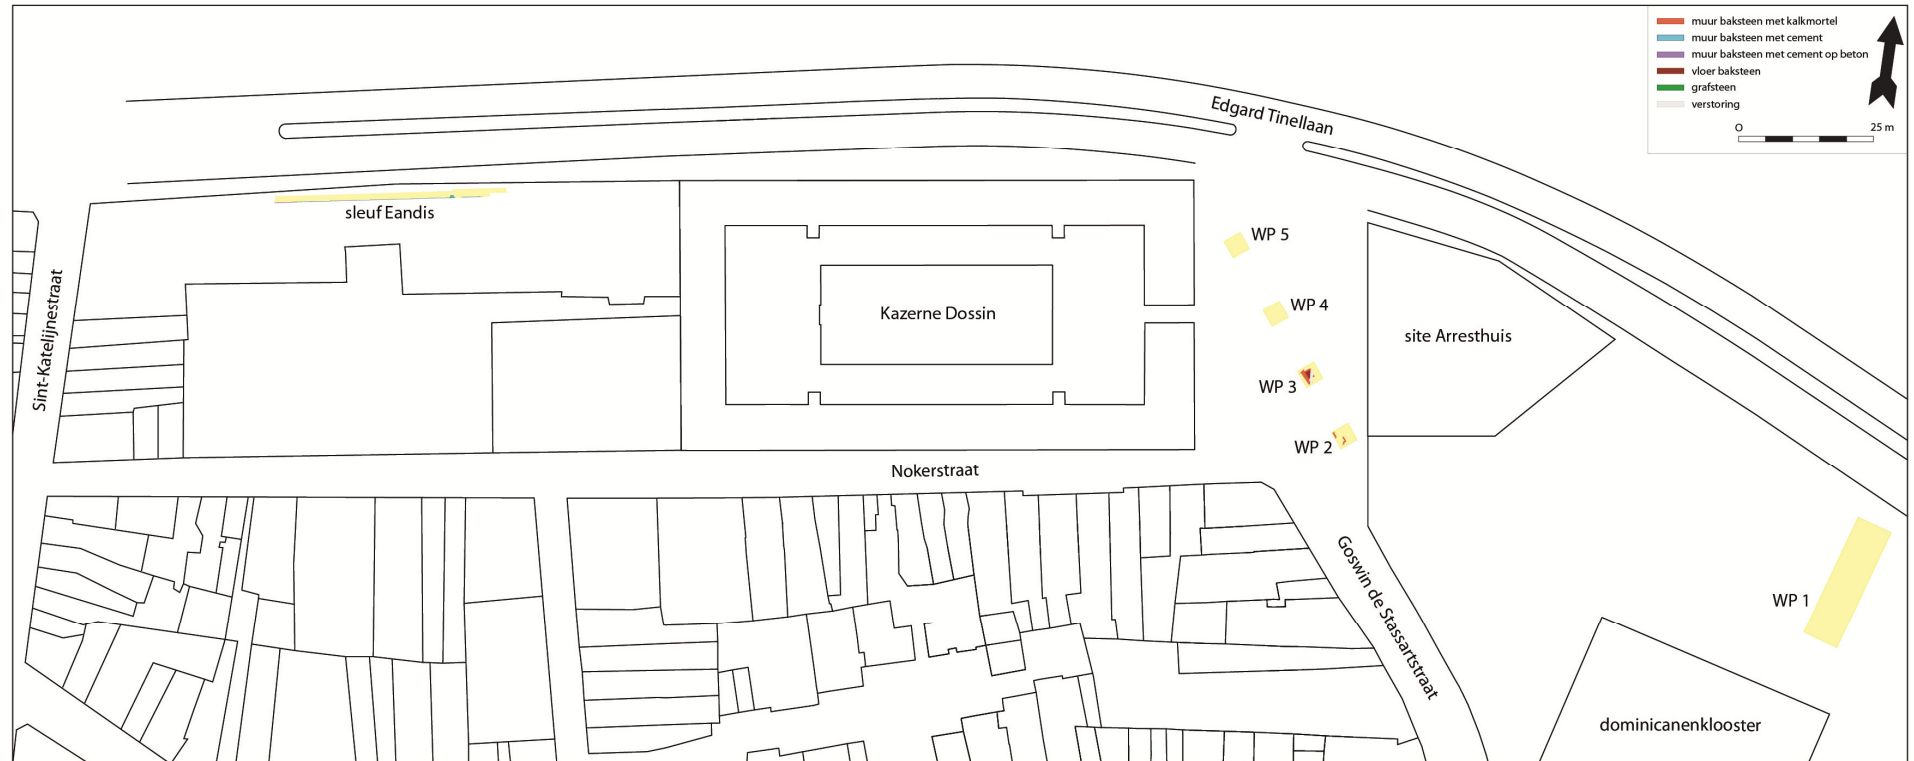 muur baksteen met kalkmortel
muur baksteen met cement
muur baksteen met cement op beton
vloer baksteen
grafsteen
verstoring
O 25 m
Edgard Tinellaan
sleuf Eandis
WP 5
WP 4
Kazerne Dossin
site Arresthuis
Sint-Katelijnestraat
WP 3
WP 2
Nokerstraat
Goswin de Stassartstraat
WP 1
dominicanenklooster